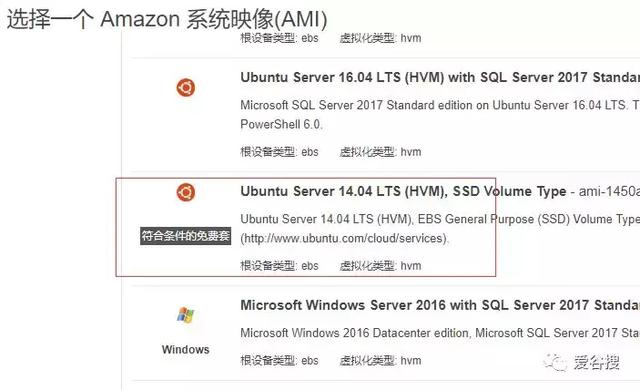 选择一个 Amazon 系统映像(AMI)
根设备类型: ebs 虚拟化类型: hvm
Ubuntu Server 16.04 LTS (HVM) with SQL Server 2017 Standar
Microsoft SQL Server 2017 Standard edition on Ubuntu Server 16.04 LTS. T
PowerShell 6.0.
根设备类型: ebs 虚拟化类型: hvm
Ubuntu Server 14.04 LTS (HVM), SSD Volume Type - ami-1450a
Ubuntu Server 14.04 LTS (HVM), EBS General Purpose (SSD) Volume Type
符合条件的免费套
(http://www.ubuntu.com/cloud/services).
根设备类型: ebs 虚拟化类型: hvm
Microsoft Windows Server 2016 with SQL Server 2017 Standa
Microsoft Windows 2016 Datacenter edition, Microsoft SQL Server 2017 Sta
Windows
根设备类型: ebs 虚拟化类型: hvm
爱谷搜